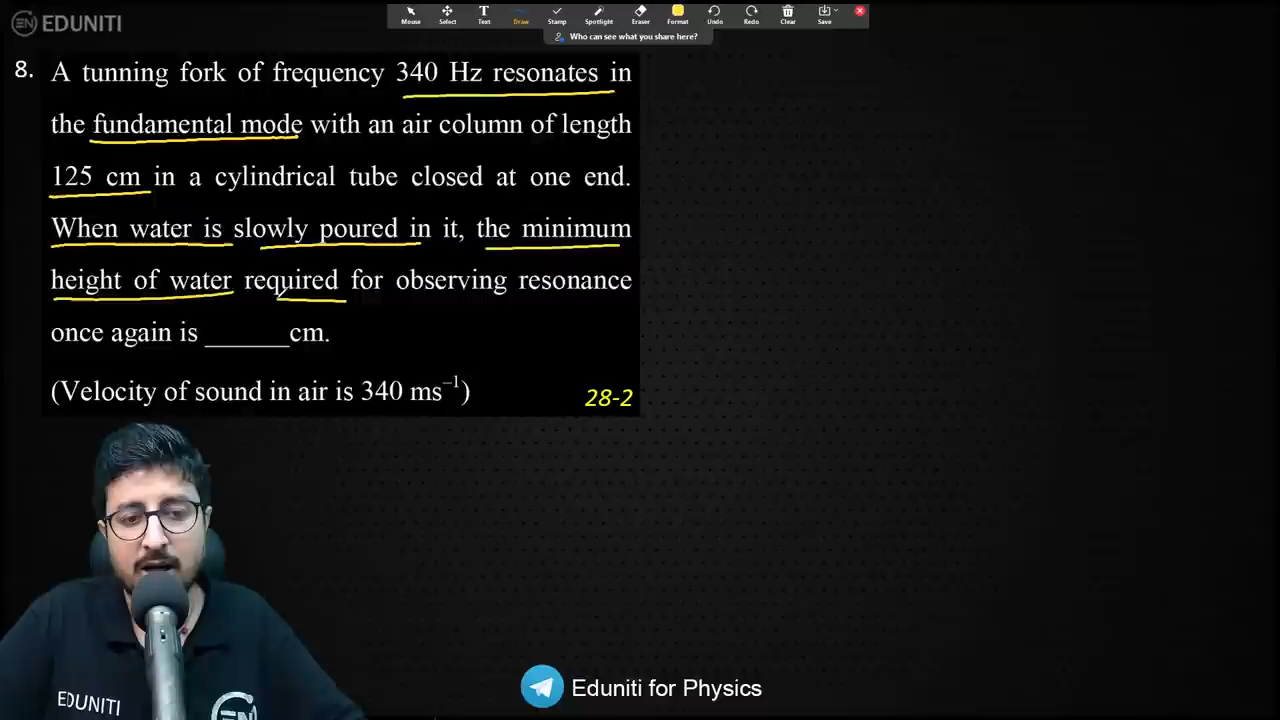 EDUNITI
Mouse Select Text Draw Stamp Spotlight Eraser Format Undo Redo Clear Save
Who can see what you share here?
8. A tunning fork of frequency 340 Hz resonates in
the fundamental mode with an air column of length
125 cm in a cylindrical tube closed at one end.
When water is slowly poured in it, the minimum
height of water required for observing resonance
once again is ______cm.
(Velocity of sound in air is 340 ms⁻¹) 28-2
EDUNITI
Eduniti for Physics